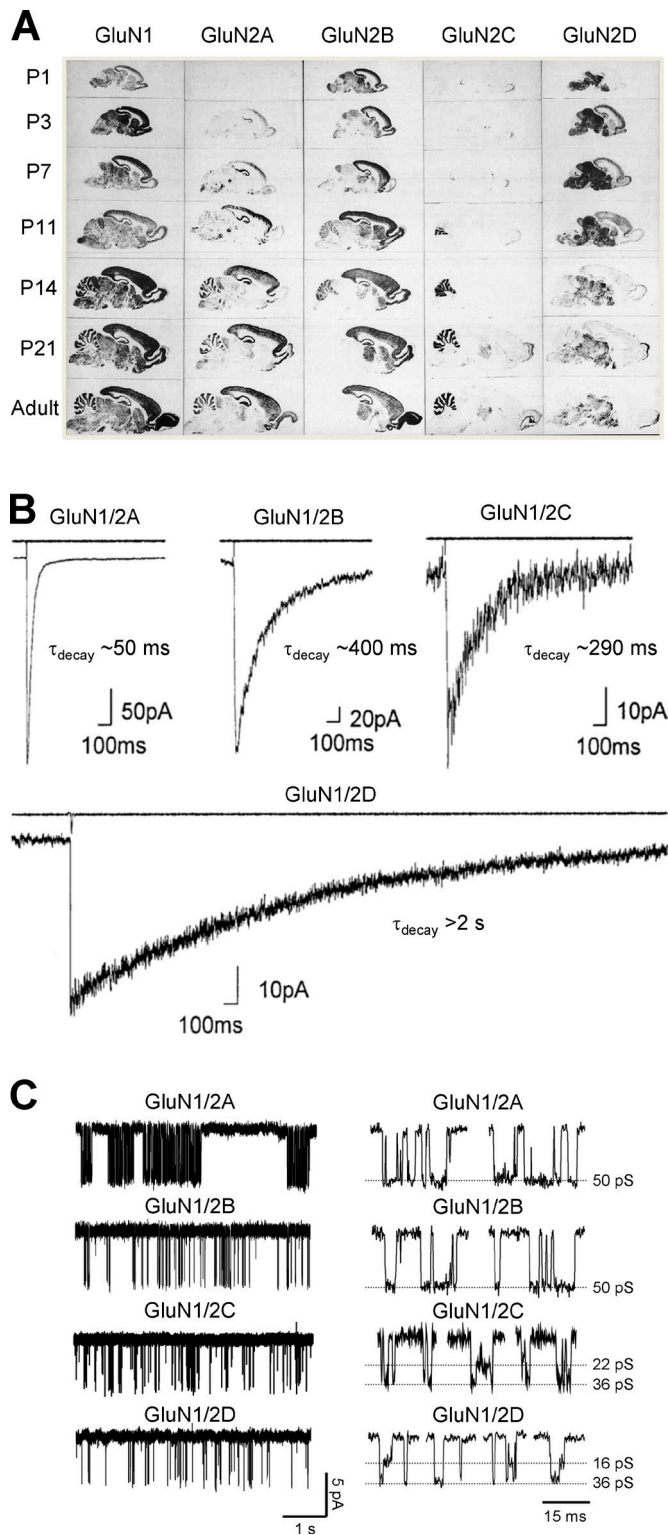 A
GluN1 GluN2A GluN2B GluN2C GluN2D
P1
P3
P7
P11
P14
P21
Adult
B
GluN1/2A
GluN1/2B
GluN1/2C
τdecay ~50 ms
τdecay ~400 ms
τdecay ~290 ms
50pA
100ms
20pA
100ms
10pA
100ms
GluN1/2D
τdecay >2 s
10pA
100ms
C
GluN1/2A
GluN1/2A
50 pS
GluN1/2B
GluN1/2B
50 pS
GluN1/2C
GluN1/2C
22 pS
36 pS
GluN1/2D
GluN1/2D
16 pS
36 pS
5 pA
1 s
15 ms